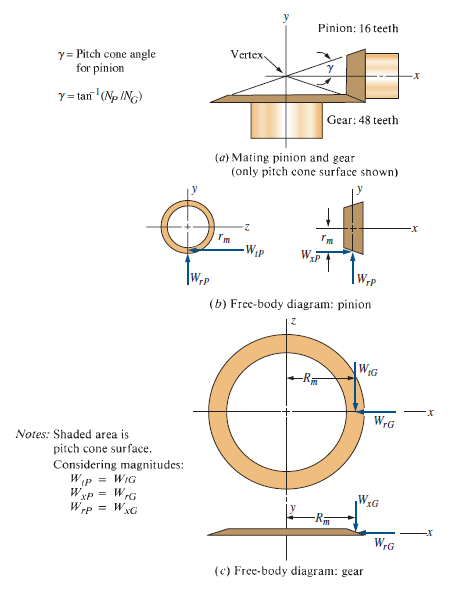 y
Pinion: 16 teeth
γ = Pitch cone angle
for pinion
Vertex
γ
x
γ = tan⁻¹(N_P/N_G)
Gear: 48 teeth
(a) Mating pinion and gear
(only pitch cone surface shown)
y
y
z
x
r_m
r_m
W_tP
W_xP
W_rP
W_rP
(b) Free-body diagram: pinion
z
W_tG
R_m
x
W_rG
Notes: Shaded area is
pitch cone surface.
Considering magnitudes:
W_tP = W_tG
W_xP = W_rG
W_rP = W_xG
y
W_xG
R_m
x
W_rG
(c) Free-body diagram: gear